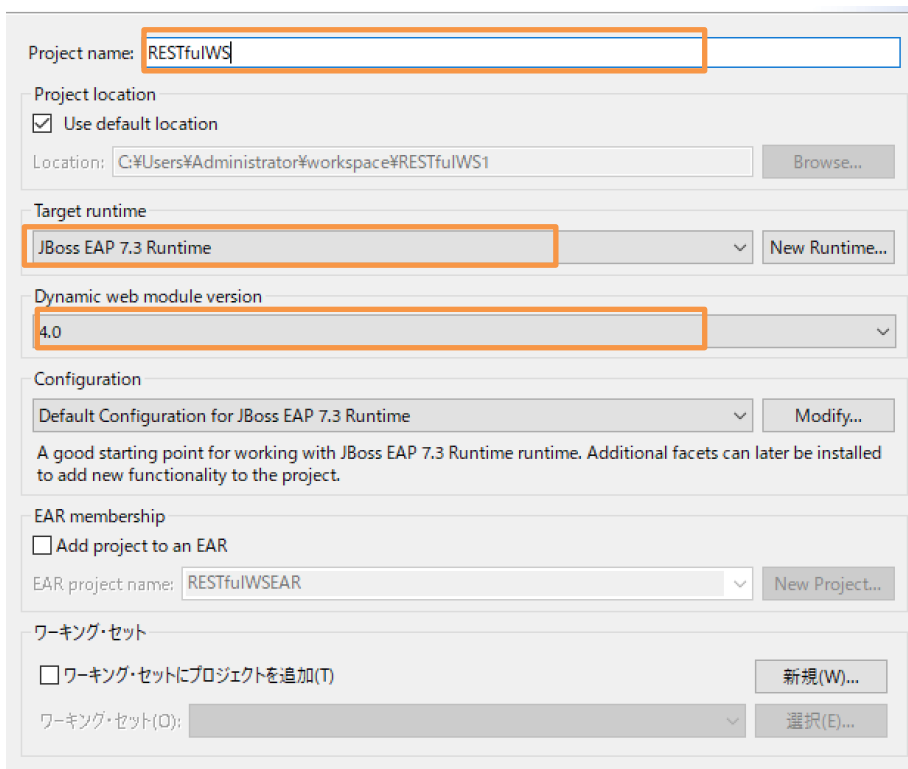 Project name: RESTfulWS
Project location
Use default location
Location: C:¥Users¥Administrator¥workspace¥RESTfulWS1 Browse...
Target runtime
JBoss EAP 7.3 Runtime New Runtime...
Dynamic web module version
4.0
Configuration
Default Configuration for JBoss EAP 7.3 Runtime Modify...
A good starting point for working with JBoss EAP 7.3 Runtime runtime. Additional facets can later be installed
to add new functionality to the project.
EAR membership
Add project to an EAR
EAR project name: RESTfulWSEAR New Project...
ワーキング・セット
ワーキング・セットにプロジェクトを追加(T) 新規(W)...
ワーキング・セット(O): 選択(E)...